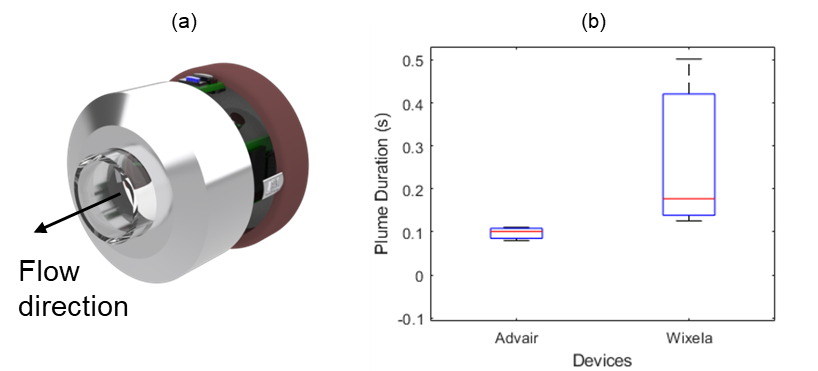 (a)
Flow
direction
(b)
0.5
0.4
0.3
0.2
0.1
0
-0.1
Plume Duration (s)
Advair
Wixela
Devices